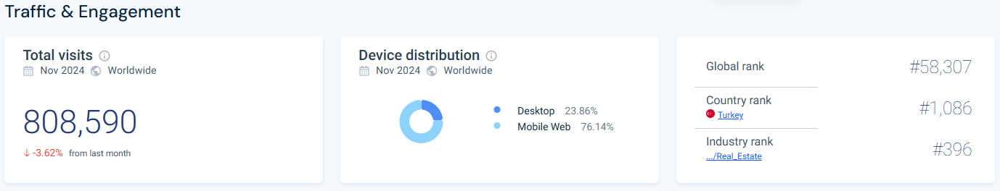 Traffic & Engagement
Total visits
Nov 2024 Worldwide
808,590
↓ -3.62% from last month
Device distribution
Nov 2024 Worldwide
Desktop 23.86%
Mobile Web 76.14%
Global rank #58,307
Country rank
Turkey
#1,086
Industry rank
.../Real_Estate
#396